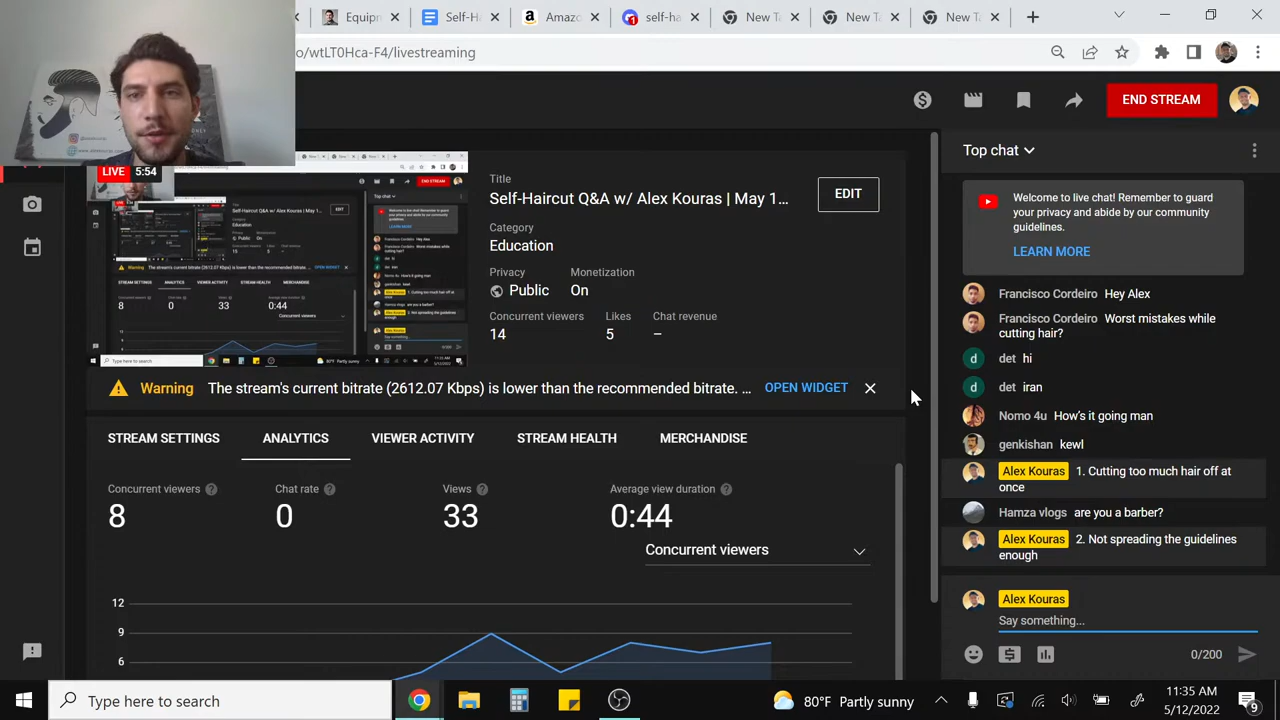 Equipn
Self-Ha
Amazo
self-ha
New Ta
New Ta
New Ta
o/wtLT0Hca-F4/livestreaming
END STREAM
LIVE 5:54
Title
Self-Haircut Q&A w/ Alex Kouras | May 1...
EDIT
Category
Education
Privacy
Monetization
Public
On
Concurrent viewers
Likes
Chat revenue
14
5
–
Warning
The stream's current bitrate (2612.07 Kbps) is lower than the recommended bitrate. ...
OPEN WIDGET
STREAM SETTINGS
ANALYTICS
VIEWER ACTIVITY
STREAM HEALTH
MERCHANDISE
Concurrent viewers
Chat rate
Views
Average view duration
8
0
33
0:44
Concurrent viewers
12
9
6
Top chat
Welcome to live chat! Remember to guard
your privacy and abide by our community
guidelines.
LEARN MORE
Francisco Cordeiro Hey Alex
Francisco Cordeiro Worst mistakes while
cutting hair?
det hi
det iran
Nomo 4u How's it going man
genkishan kewl
Alex Kouras 1. Cutting too much hair off at
once
Hamza vlogs are you a barber?
Alex Kouras 2. Not spreading the guidelines
enough
Alex Kouras
Say something...
0/200
Type here to search
80°F Partly sunny
11:35 AM
5/12/2022
9